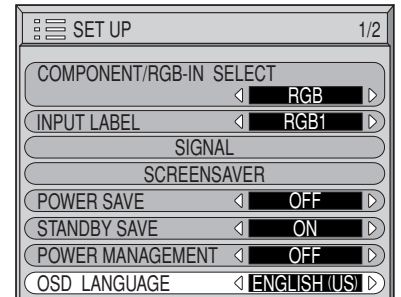 SET UP 1/2
COMPONENT/RGB-IN SELECT
RGB
INPUT LABEL RGB1
SIGNAL
SCREENSAVER
POWER SAVE OFF
STANDBY SAVE ON
POWER MANAGEMENT OFF
OSD LANGUAGE ENGLISH (US)